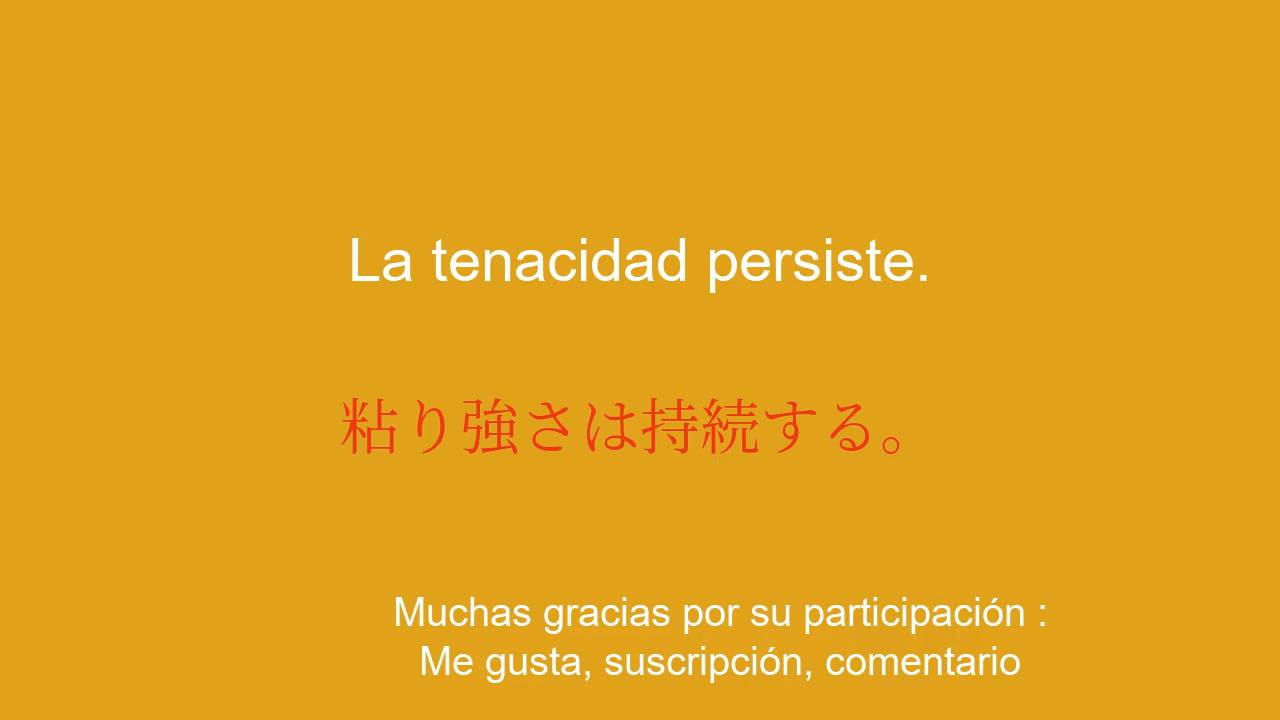 La tenacidad persiste.
粘り強さは持続する。
Muchas gracias por su participación :
Me gusta, suscripción, comentario